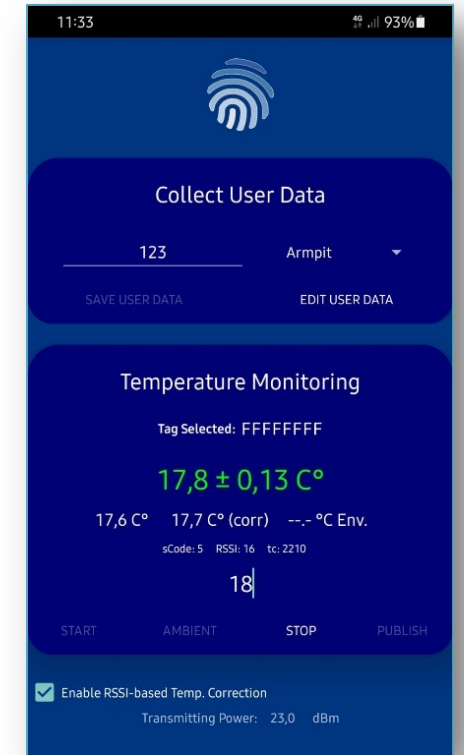 11:33 4G 93%
Collect User Data
123 Armpit
SAVE USER DATA EDIT USER DATA
Temperature Monitoring
Tag Selected: FFFFFFFF
17,8 ± 0,13 C°
17,6 C° 17,7 C° (corr) --.- °C Env.
sCode: 5 RSSI: 16 tc: 2210
18
START AMBIENT STOP PUBLISH
Enable RSSI-based Temp. Correction
Transmitting Power: 23,0 dBm